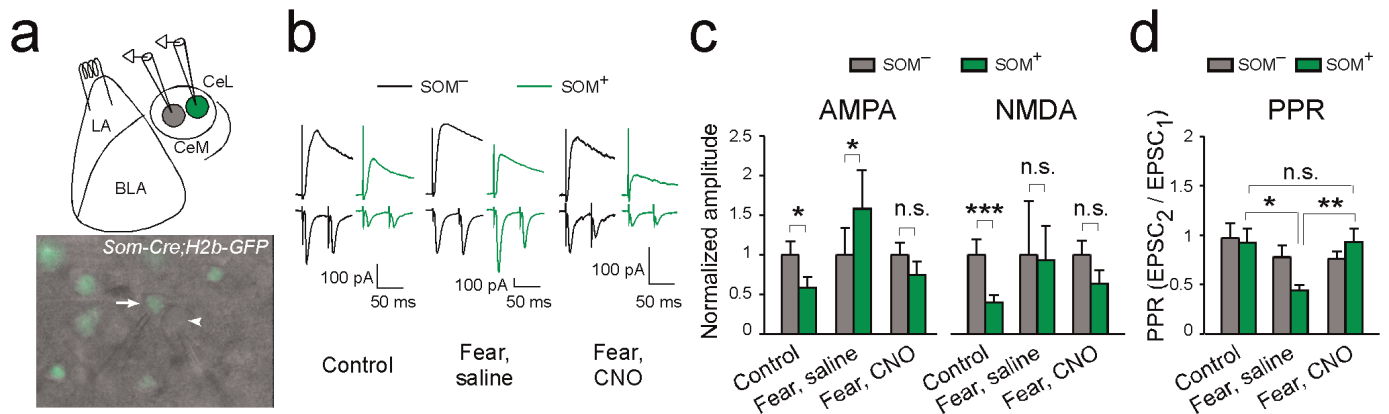 a
CeL
LA
CeM
BLA
Som-Cre;H2b-GFP
b
SOM⁻
SOM⁺
100 pA
50 ms
100 pA
50 ms
100 pA
50 ms
Control
Fear,
saline
Fear,
CNO
c
SOM⁻
SOM⁺
AMPA
NMDA
Normalized amplitude
2.5
2
1.5
1
0.5
0
*
*
n.s.
***
n.s.
n.s.
Control
Fear, saline
Fear, CNO
Control
Fear, saline
Fear, CNO
d
SOM⁻
SOM⁺
PPR
PPR (EPSC₂ / EPSC₁)
2
1.5
1
0.5
0
n.s.
*
**
Control
Fear, saline
Fear, CNO